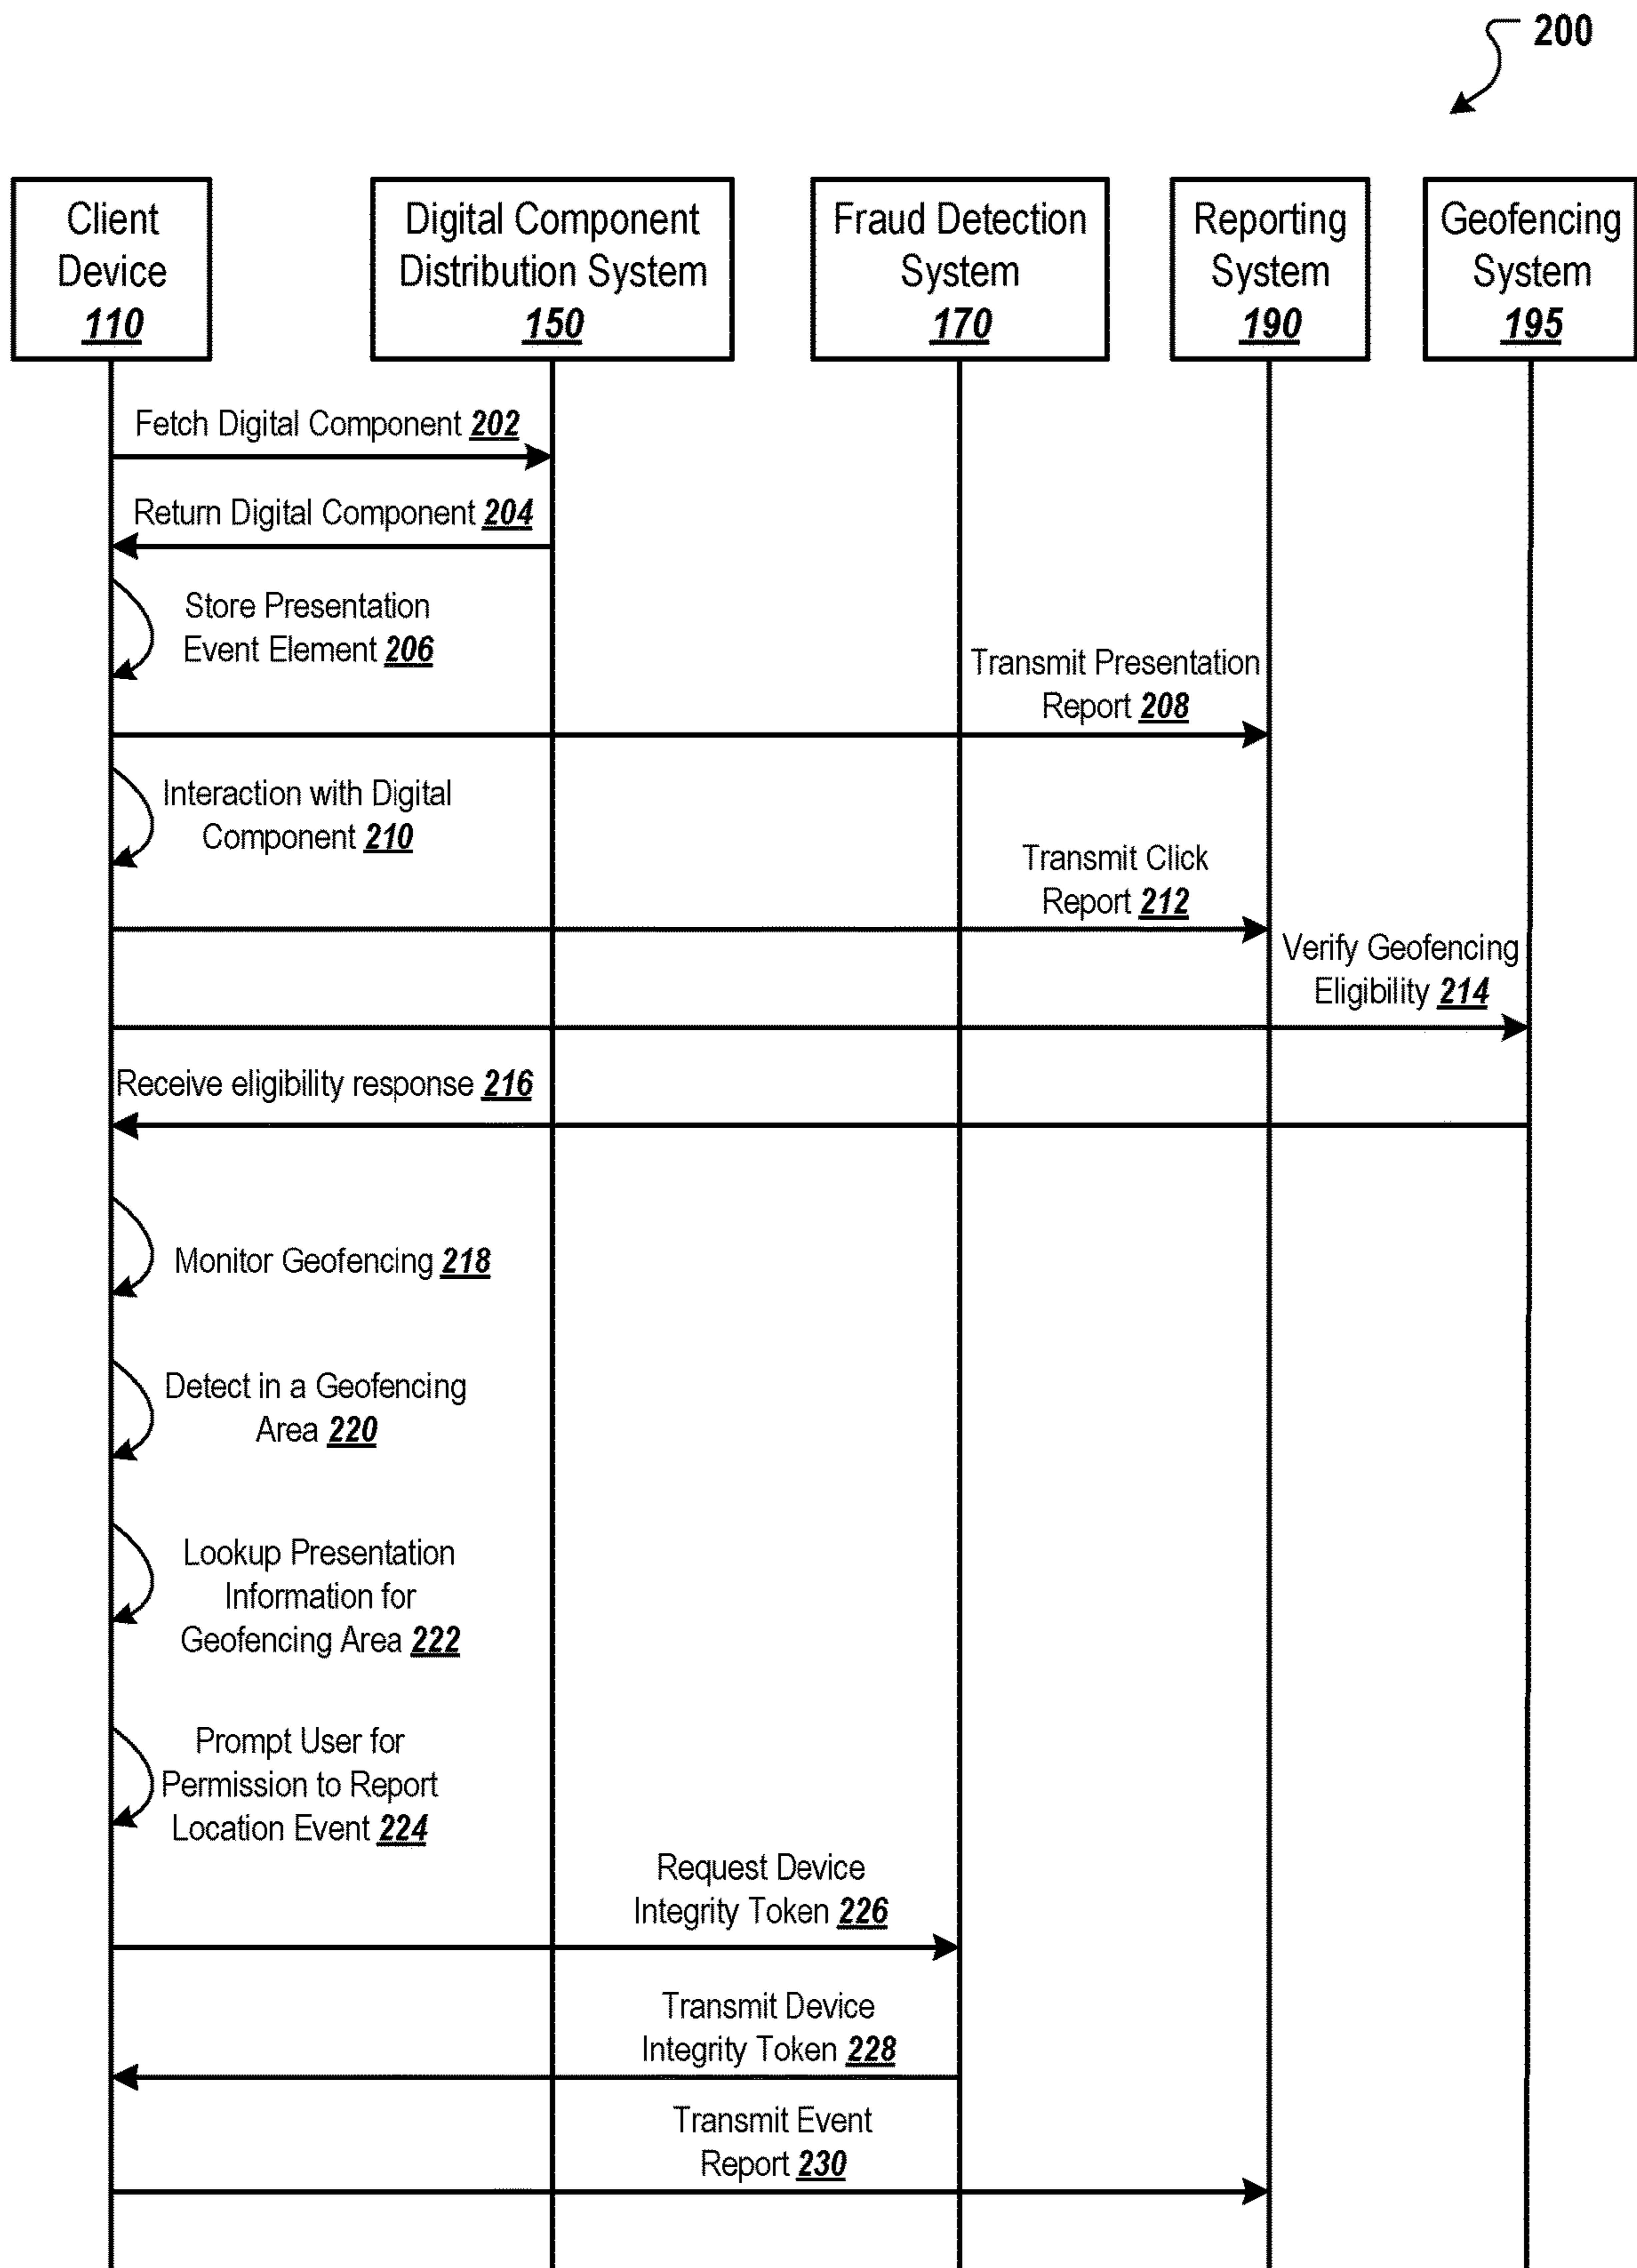 200
Client
Device
110
Digital Component
Distribution System
150
Fraud Detection
System
170
Reporting
System
190
Geofencing
System
195
Fetch Digital Component 202
Return Digital Component 204
Store Presentation
Event Element 206
Transmit Presentation
Report 208
Interaction with Digital
Component 210
Transmit Click
Report 212
Verify Geofencing
Eligibility 214
Receive eligibility response 216
Monitor Geofencing 218
Detect in a Geofencing
Area 220
Lookup Presentation
Information for
Geofencing Area 222
Prompt User for
Permission to Report
Location Event 224
Request Device
Integrity Token 226
Transmit Device
Integrity Token 228
Transmit Event
Report 230